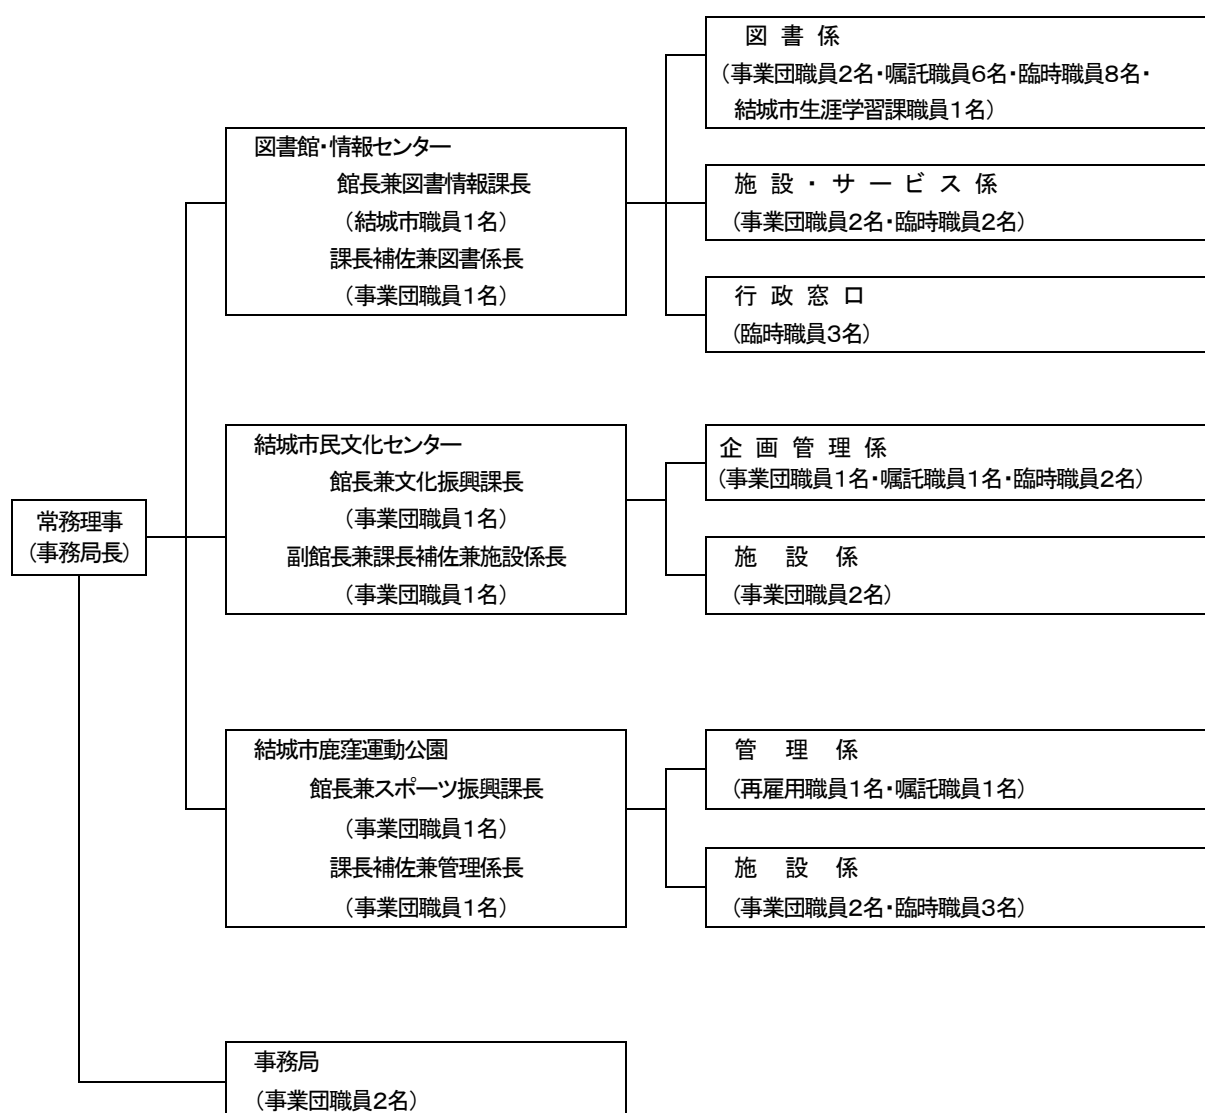 図書係
（事業団職員2名・嘱託職員6名・臨時職員8名・
結城市生涯学習課職員1名）
図書館・情報センター
館長兼図書情報課長
（結城市職員1名）
課長補佐兼図書係長
（事業団職員1名）
施設・サービス係
（事業団職員2名・臨時職員2名）
行政窓口
（臨時職員3名）
結城市民文化センター
館長兼文化振興課長
（事業団職員1名）
副館長兼課長補佐兼施設係長
（事業団職員1名）
企画管理係
（事業団職員1名・嘱託職員1名・臨時職員2名）
施設係
（事業団職員2名）
常務理事
（事務局長）
結城市鹿窪運動公園
館長兼スポーツ振興課長
（事業団職員1名）
課長補佐兼管理係長
（事業団職員1名）
管理係
（再雇用職員1名・嘱託職員1名）
施設係
（事業団職員2名・臨時職員3名）
事務局
（事業団職員2名）